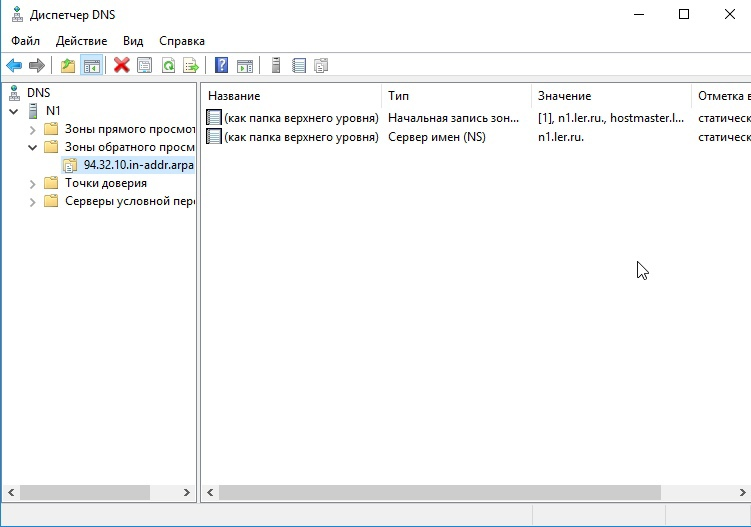 Диспетчер DNS
Файл Действие Вид Справка
DNS
N1
Зоны прямого просмот
Зоны обратного просм
94.32.10.in-addr.arpa
Точки доверия
Серверы условной пере
Название Тип Значение Отметка в
(как папка верхнего уровня) Начальная запись зон... [1], n1.ler.ru., hostmaster.l... статическ
(как папка верхнего уровня) Сервер имен (NS) n1.ler.ru. статическ